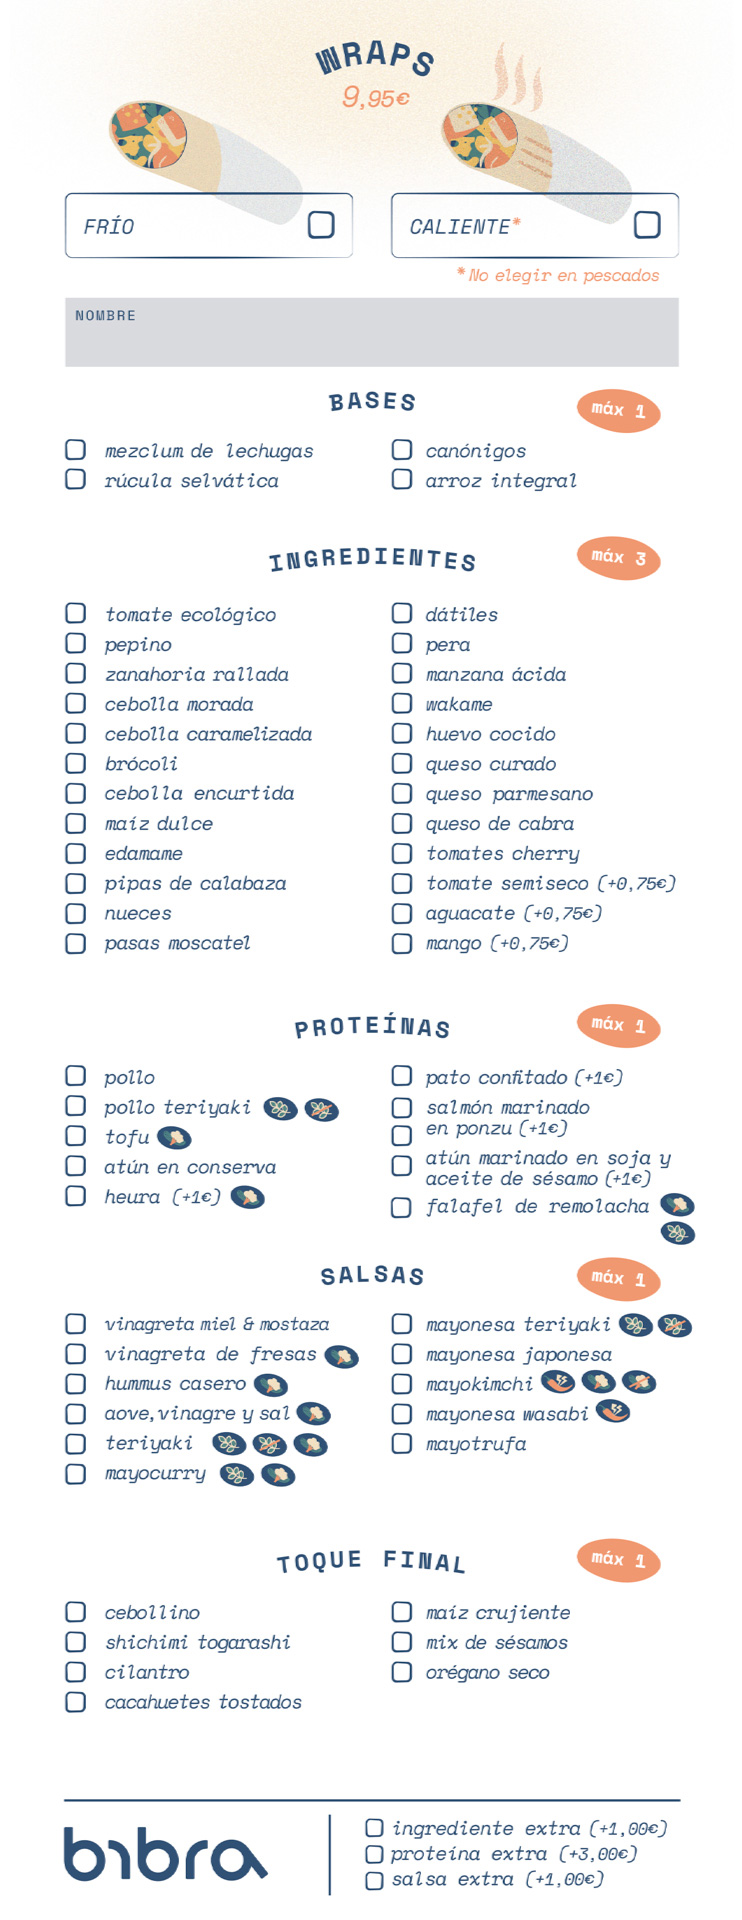 WRAPS
9,95€
FRÍO
CALIENTE*
*No elegir en pescados
NOMBRE
BASES
máx 1
mezclum de lechugas
rúcula selvática
canónigos
arroz integral
INGREDIENTES
máx 3
tomate ecológico
pepino
zanahoria rallada
cebolla morada
cebolla caramelizada
brócoli
cebolla encurtida
maíz dulce
edamame
pipas de calabaza
nueces
pasas moscatel
dátiles
pera
manzana ácida
wakame
huevo cocido
queso curado
queso parmesano
queso de cabra
tomates cherry
tomate semiseco (+0,75€)
aguacate (+0,75€)
mango (+0,75€)
PROTEÍNAS
máx 1
pollo
pollo teriyaki
tofu
atún en conserva
heura (+1€)
pato confitado (+1€)
salmón marinado
en ponzu (+1€)
atún marinado en soja y
aceite de sésamo (+1€)
falafel de remolacha
SALSAS
máx 1
vinagreta miel & mostaza
vinagreta de fresas
hummus casero
aove,vinagre y sal
teriyaki
mayocurry
mayonesa teriyaki
mayonesa japonesa
mayokimchi
mayonesa wasabi
mayotrufa
TOQUE FINAL
máx 1
cebollino
shichimi togarashi
cilantro
cacahuetes tostados
maíz crujiente
mix de sésamos
orégano seco
bibra
ingrediente extra (+1,00€)
proteína extra (+3,00€)
salsa extra (+1,00€)